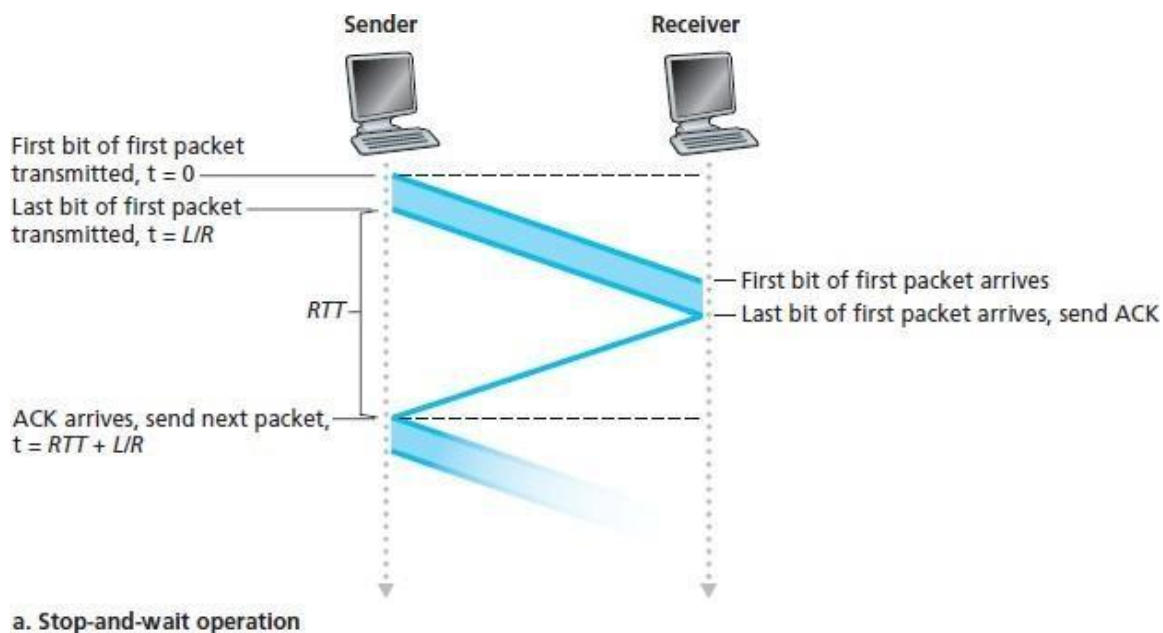 Sender
Receiver
First bit of first packet
transmitted, t = 0
Last bit of first packet
transmitted, t = L/R
First bit of first packet arrives
Last bit of first packet arrives, send ACK
RTT
ACK arrives, send next packet,
t = RTT + L/R
a. Stop-and-wait operation